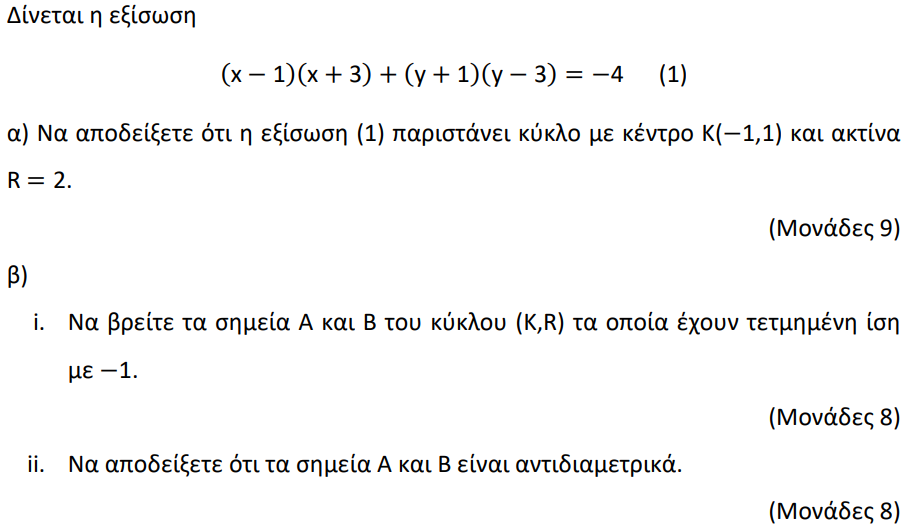 Δίνεται η εξίσωση
(x − 1)(x + 3) + (y + 1)(y − 3) = −4 (1)
α) Να αποδείξετε ότι η εξίσωση (1) παριστάνει κύκλο με κέντρο Κ(−1,1) και ακτίνα
R = 2.
(Μονάδες 9)
β)
i. Να βρείτε τα σημεία Α και Β του κύκλου (Κ,R) τα οποία έχουν τετμημένη ίση
με −1.
(Μονάδες 8)
ii. Να αποδείξετε ότι τα σημεία Α και Β είναι αντιδιαμετρικά.
(Μονάδες 8)